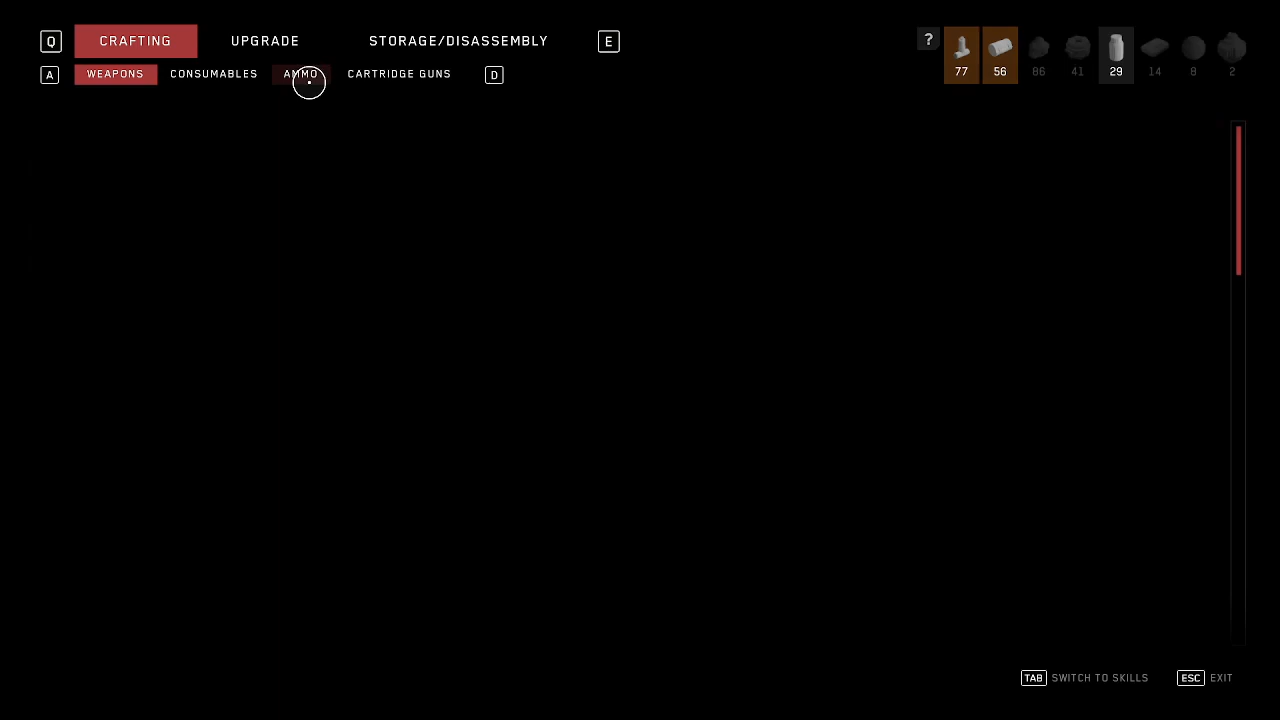 Q CRAFTING UPGRADE STORAGE/DISASSEMBLY E ?
A WEAPONS CONSUMABLES AMMO CARTRIDGE GUNS D 77 56 86 41 29 14 8 2
TAB SWITCH TO SKILLS ESC EXIT